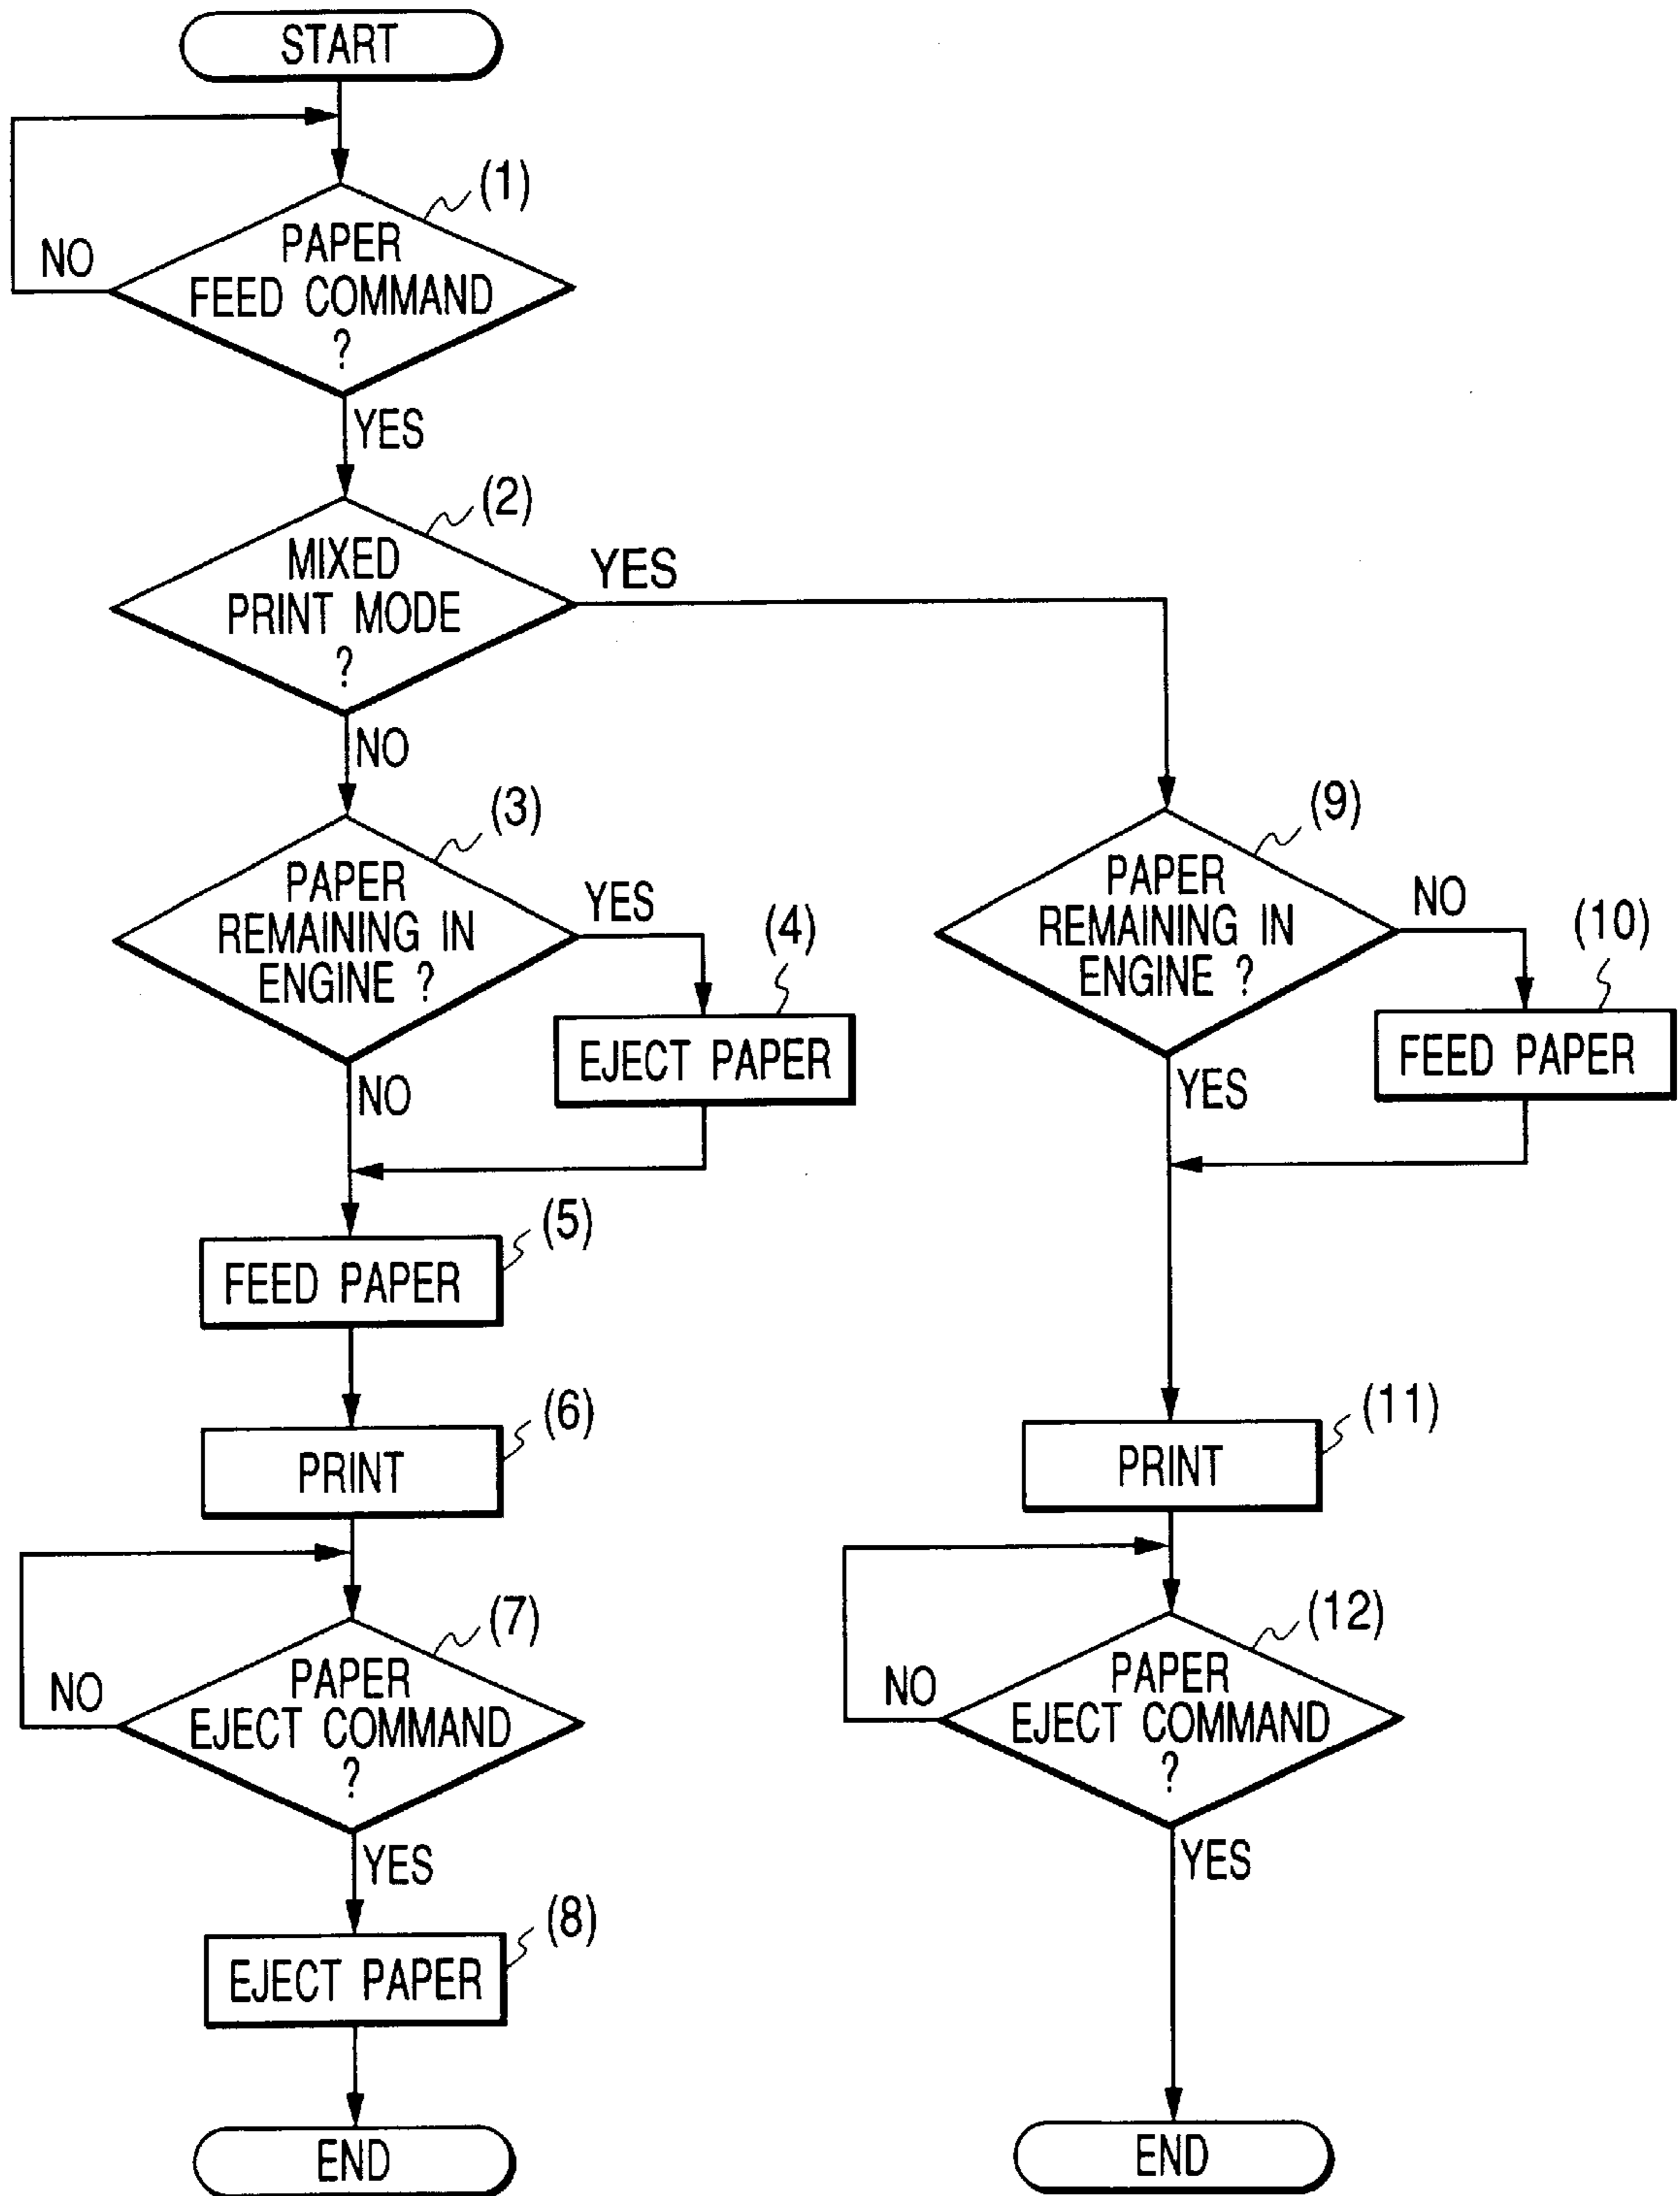 START
(1)
PAPER
FEED COMMAND
?
NO
YES
(2)
MIXED
PRINT MODE
?
YES
NO
(3)
PAPER
REMAINING IN
ENGINE ?
YES
(4)
EJECT PAPER
NO
(5)
FEED PAPER
(6)
PRINT
(7)
PAPER
EJECT COMMAND
?
NO
YES
(8)
EJECT PAPER
END
(9)
PAPER
REMAINING IN
ENGINE ?
NO
(10)
FEED PAPER
YES
(11)
PRINT
(12)
PAPER
EJECT COMMAND
?
NO
YES
END